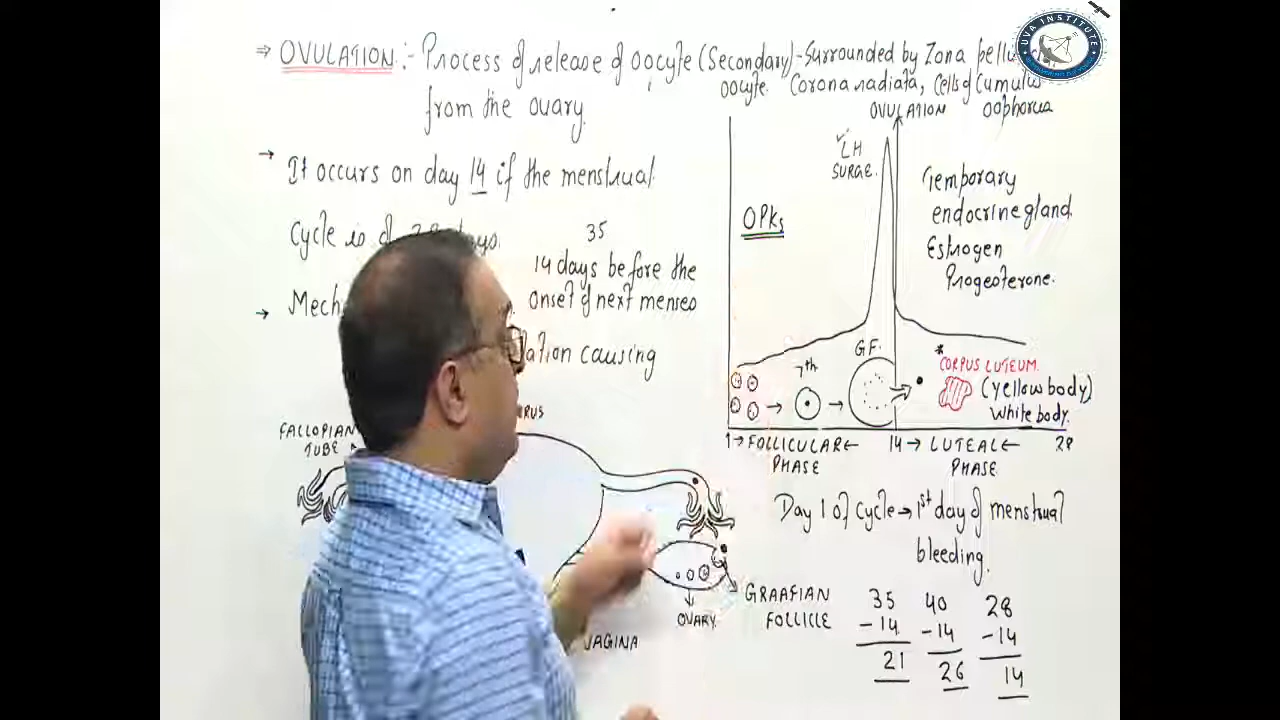 ⇒ OVULATION :- Process of release of oocyte (Secondary) - Surrounded by Zona
oocyte. Corona radiata, Cells of Cumulus
from the ovary.
OVULATION oophorus
→ It occurs on day 14 if the menstrual
Cycle is
35
14 days before the
onset of next menses
→ Mech
causing
LH
SURGE.
OPKs
Temporary
endocrine gland.
Estrogen
Progesterone.
7th
GF.
*
CORPUS LUTEUM.
(yellow body)
White body.
1→ FOLLICULAR ← 14 → LUTEAL ← 28
PHASE PHASE
FALLOPIAN
TUBE
Day 1 of cycle → 1st day of menstrual
bleeding.
GRAAFIAN
FOLLICLE
OVARY.
VAGINA
35 40 28
-14 -14 -14
21 26 14
UVA INSTITUTE